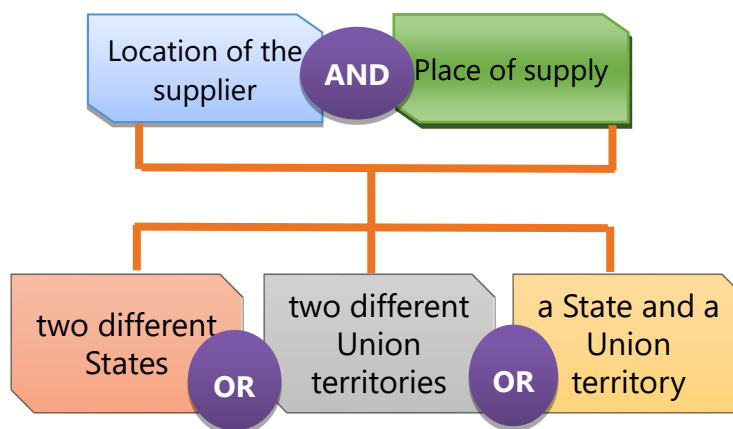 Location of the
supplier
AND
Place of supply
two different
States
OR
two different
Union
territories
OR
a State and a
Union
territory